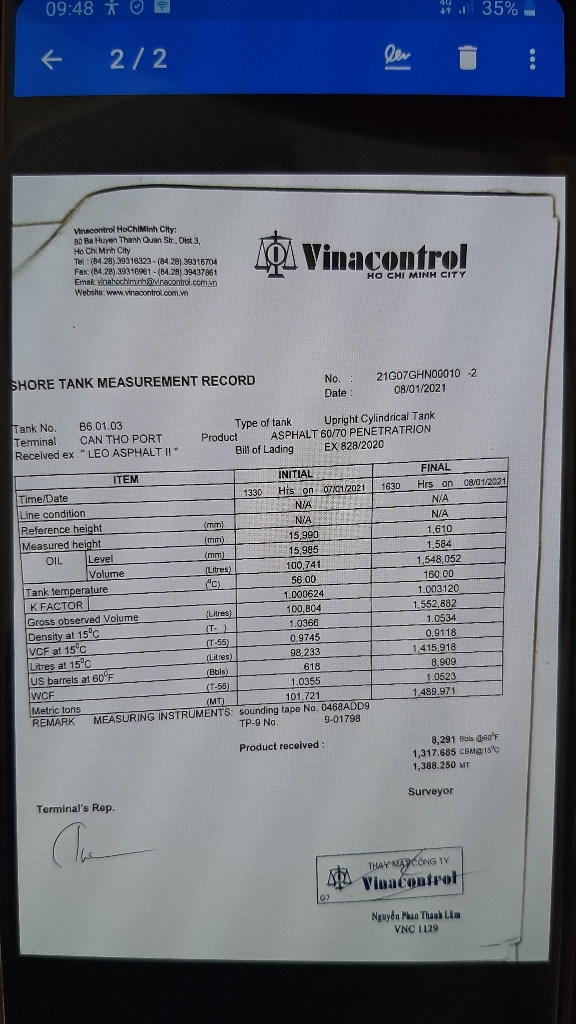 09:48 4G 35%
2 / 2
Vinacontrol HoChiMinh City:
80 Ba Huyen Thanh Quan Str., Dist 3,
Ho Chi Minh City
Tel : (84.28).39316323 - (84.28).39316704
Fax: (84.28).39316961 - (84.28).39437861
Email: vinahochiminh@vinacontrol.com.vn
Website: www.vinacontrol.com.vn
Vinacontrol
HO CHI MINH CITY
SHORE TANK MEASUREMENT RECORD
No. : 21G07GHN00010 -2
Date : 08/01/2021
Tank No. B6.01.03 Type of tank Upright Cylindrical Tank
Terminal CAN THO PORT Product ASPHALT 60/70 PENETRATRION
Received ex " LEO ASPHALT II " Bill of Lading EX 828/2020
ITEM INITIAL FINAL
Time/Date 1330 Hrs on 07/01/2021 1630 Hrs on 08/01/2021
Line condition N/A N/A
Reference height (mm) N/A N/A
Measured height (mm) 15,990 1,610
OIL Level (mm) 15,985 1,584
Volume (Litres) 100,741 1,548,052
Tank temperature (°C) 56.00 160.00
K FACTOR 1.000624 1.003120
Gross observed Volume (Litres) 100,804 1,552,882
Density at 15°C (T- ) 1.0366 1.0534
VCF at 15°C (T-55) 0.9745 0.9118
Litres at 15°C (Litres) 98,233 1,415,918
US barrels at 60°F (Bbls) 618 8,909
WCF (T-56) 1.0355 1.0523
Metric tons (MT) 101.721 1,489.971
REMARK MEASURING INSTRUMENTS: sounding tape No. 0468ADD9
TP-9 No. 9-01798
Product received : 8,291 Bbls @60°F
1,317.685 CBM@15°C
1,388.250 MT
Surveyor
Terminal's Rep.
THAY MẶT CÔNG TY
Vinacontrol
G7
Nguyễn Phan Thanh Lâm
VNC 1129